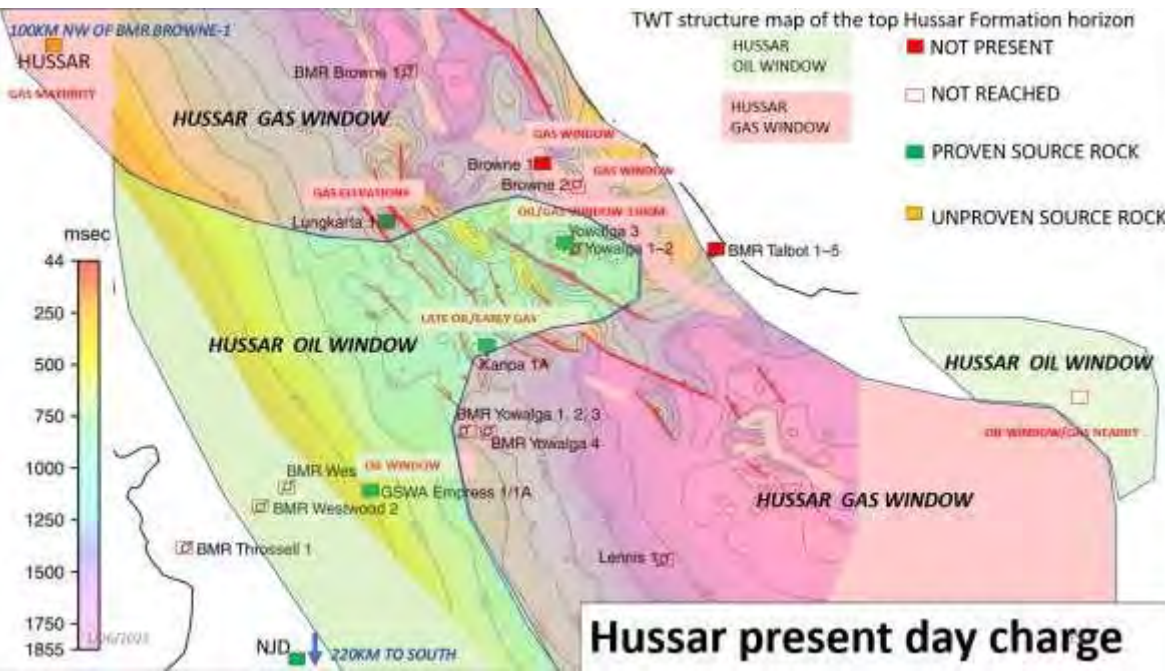 TWT structure map of the top Hussar Formation horizon
100KM NW OF BMR BROWNE-1
HUSSAR
GAS MATURITY
HUSSAR
OIL WINDOW
HUSSAR
GAS WINDOW
NOT PRESENT
NOT REACHED
PROVEN SOURCE ROCK
UNPROVEN SOURCE ROCK
BMR Browne 1
HUSSAR GAS WINDOW
GAS WINDOW
Browne 1
GAS WINDOW
Browne 2
Lungkarta 1
OIL/GAS WINDOW
Yowalga 3
Yowalga 1–2
BMR Talbot 1–5
msec
44
250
500
750
1000
1250
1500
1750
1855
LATE OIL/EARLY GAS
HUSSAR OIL WINDOW
Kanpa 1A
HUSSAR OIL WINDOW
OIL WINDOW/GAS NEARBY
BMR Yowalga 1, 2, 3
BMR Yowalga 4
BMR Wes
OIL WINDOW
GSWA Empress 1/1A
BMR Westwood 2
HUSSAR GAS WINDOW
BMR Throssell 1
Lennis 1
NJD
220KM TO SOUTH
Hussar present day charge